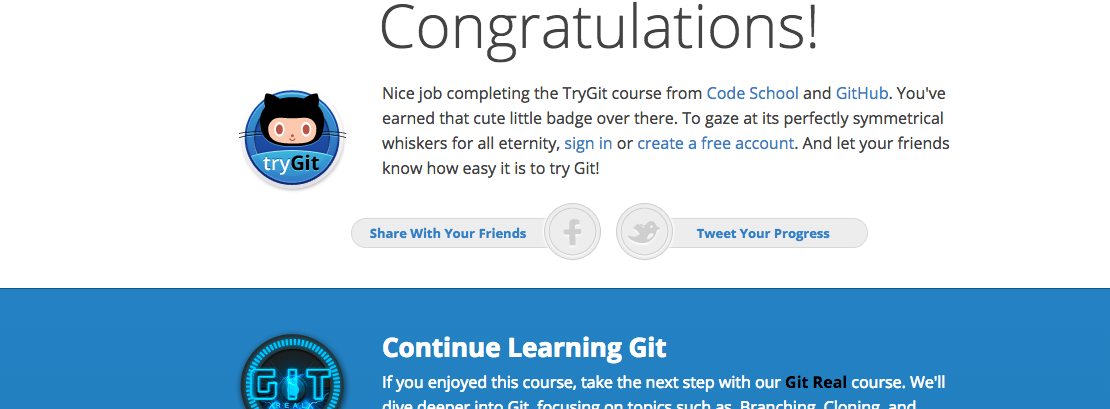 Congratulations!
Nice job completing the TryGit course from Code School and GitHub. You've
earned that cute little badge over there. To gaze at its perfectly symmetrical
whiskers for all eternity, sign in or create a free account. And let your friends
know how easy it is to try Git!
tryGit
Share With Your Friends
Tweet Your Progress
Continue Learning Git
If you enjoyed this course, take the next step with our Git Real course. We'll
dive deeper into Git, focusing on topics such as, Branching, Cloning, and
GIT
REAL